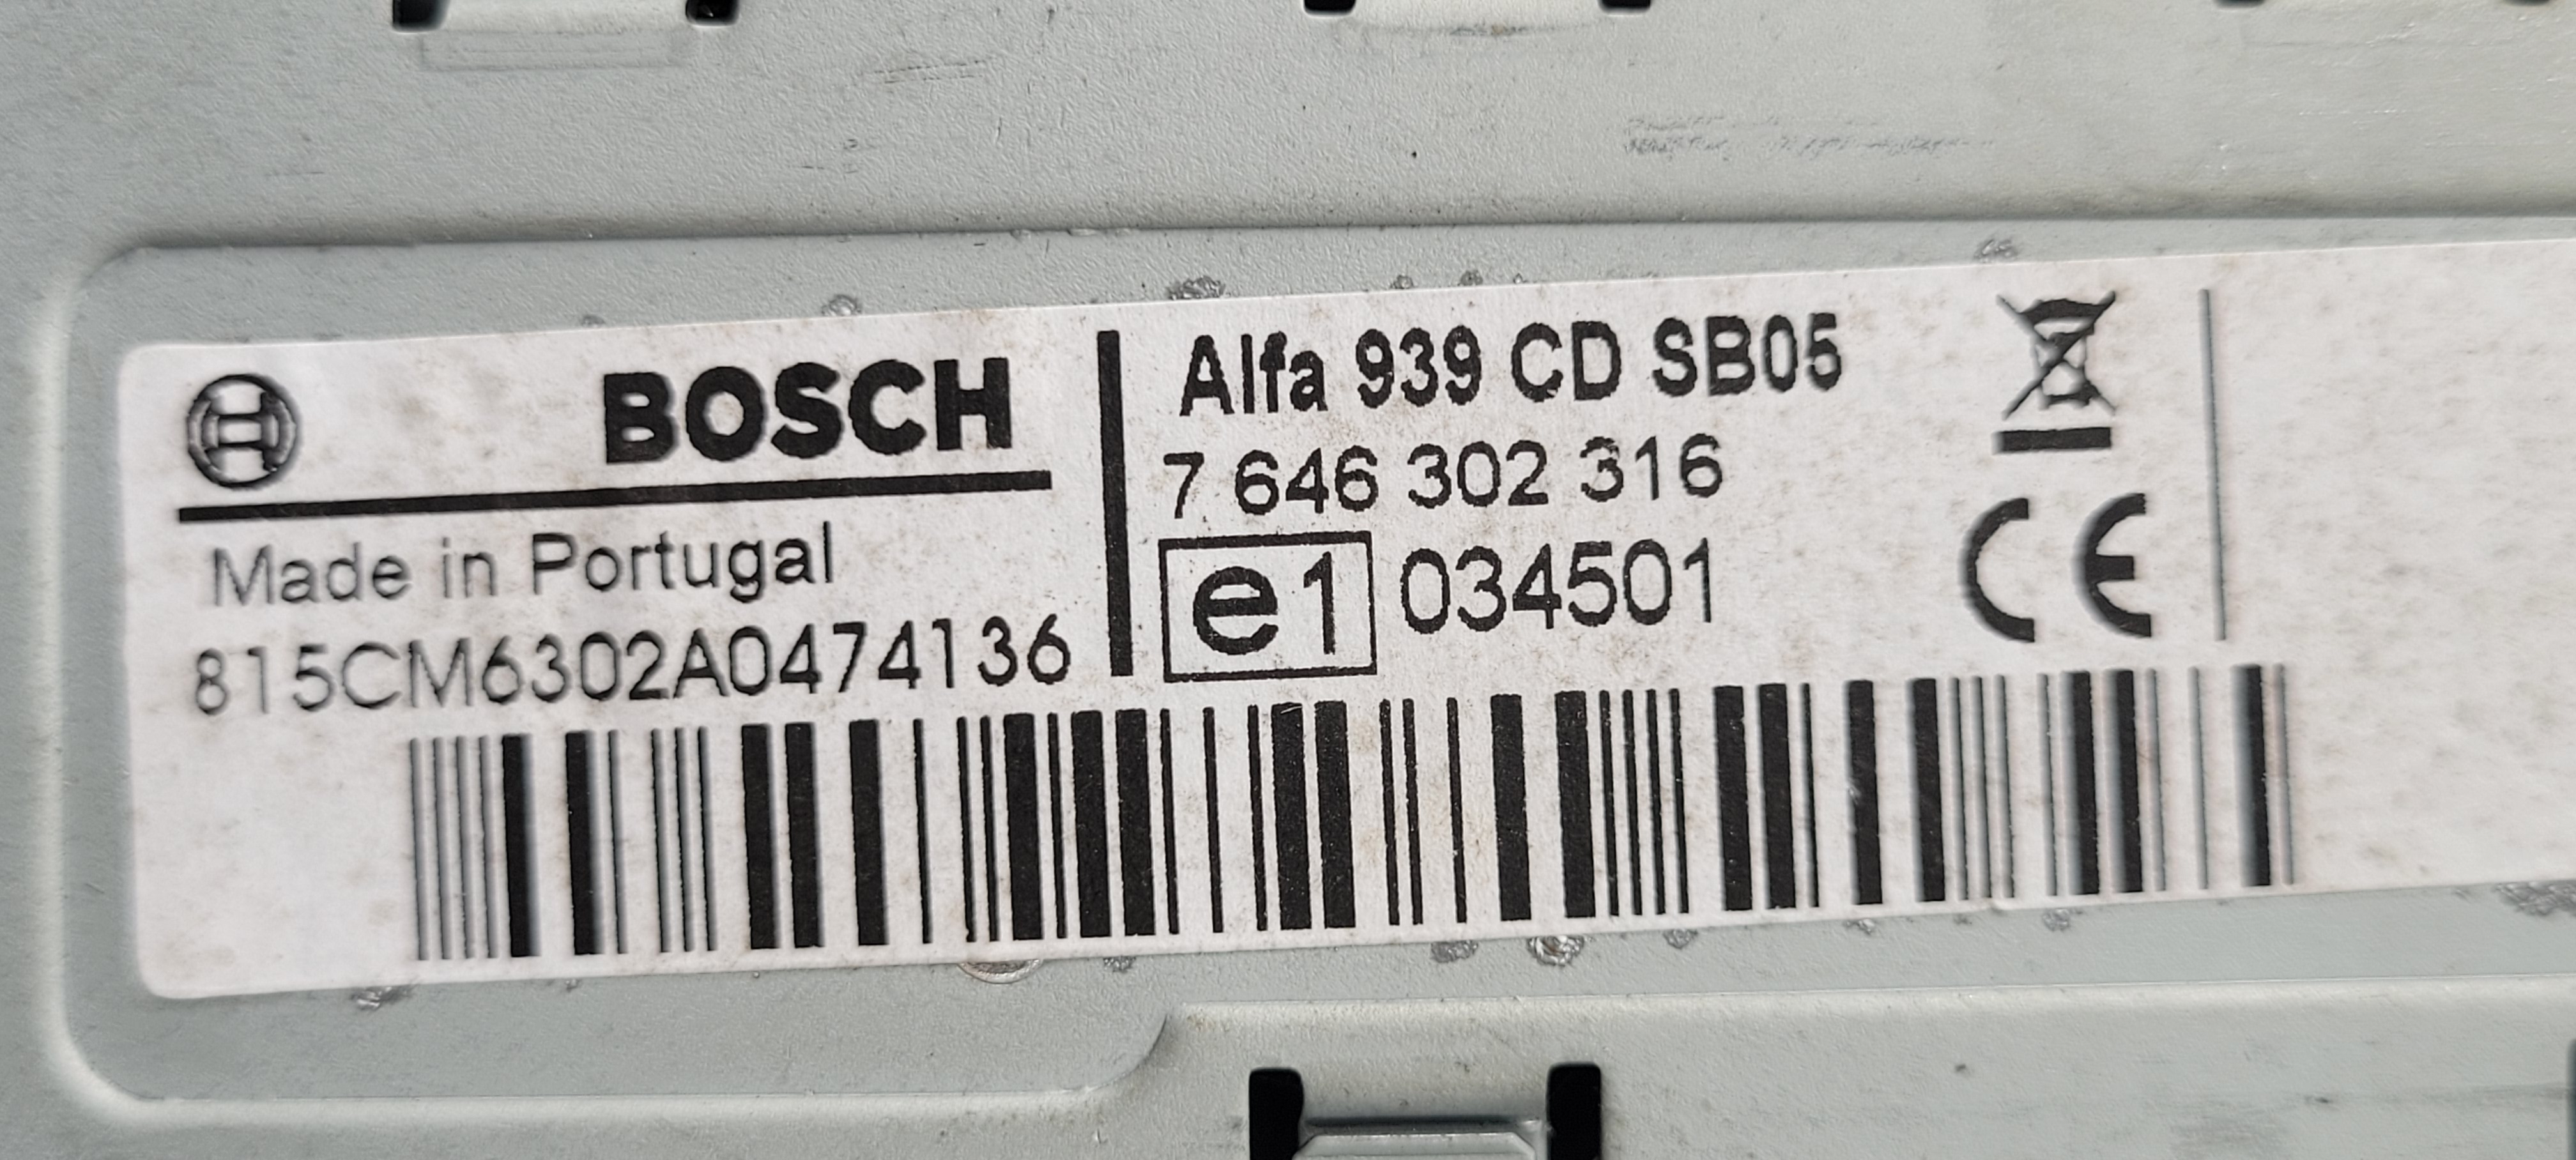 BOSCH
Made in Portugal
815CM6302A0474136
Alfa 939 CD SB05
7 646 302 316
e1 034501
CE